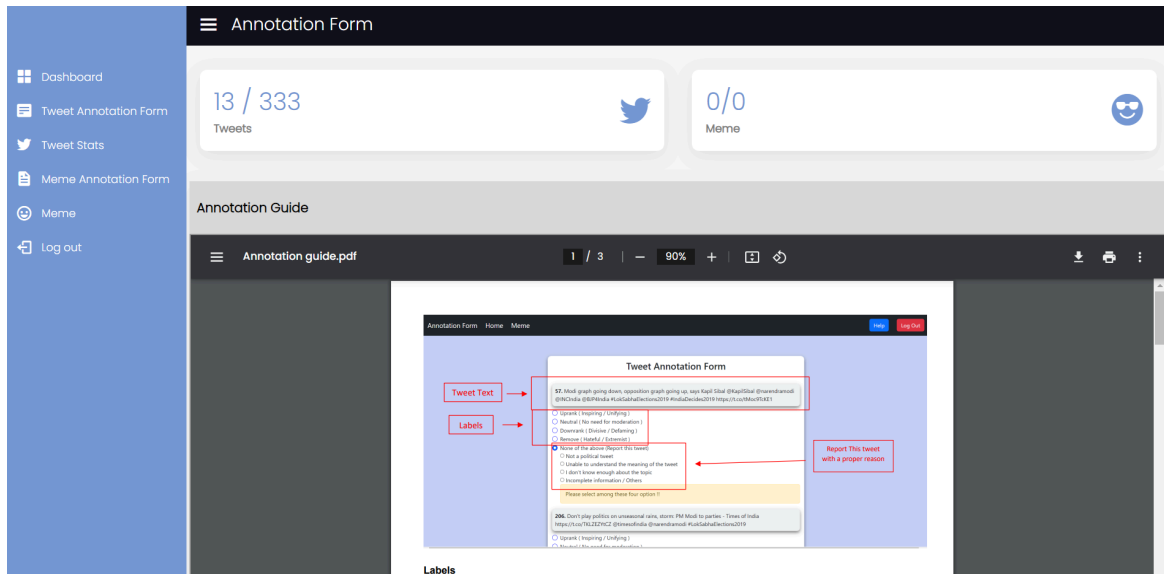 Annotation Form
Dashboard
Tweet Annotation Form
Tweet Stats
Meme Annotation Form
Meme
Log out
13 / 333
Tweets
0/0
Meme
Annotation Guide
Annotation guide.pdf
1 / 3
90%
Annotation Form Home Meme
Help
Log Out
Tweet Annotation Form
Tweet Text
57. Modi graph going down, opposition graph going up, says Kapil Sibal @KapilSibal @narendramodi
@INCIndia @BJP4India #LokSabhaElections2019 #IndiaDecides2019 https://t.co/tMoc9TcKE1
Labels
Uprank ( Inspiring / Unifying )
Neutral ( No need for moderation )
Downrank ( Divisive / Defaming )
Remove ( Hateful / Extremist )
None of the above (Report this tweet)
Not a political tweet
Unable to understand the meaning of the tweet
I don't know enough about the topic
Incomplete information / Others
Report This tweet
with a proper reason
Please select among these four option !!
206. Don't play politics on unseasonal rains, storm: PM Modi to parties - Times of India
https://t.co/TKLZEZYtCZ @timesofindia @narendramodi #LokSabhaElections2019
Uprank ( Inspiring / Unifying )
Neutral ( No need for moderation )
Labels